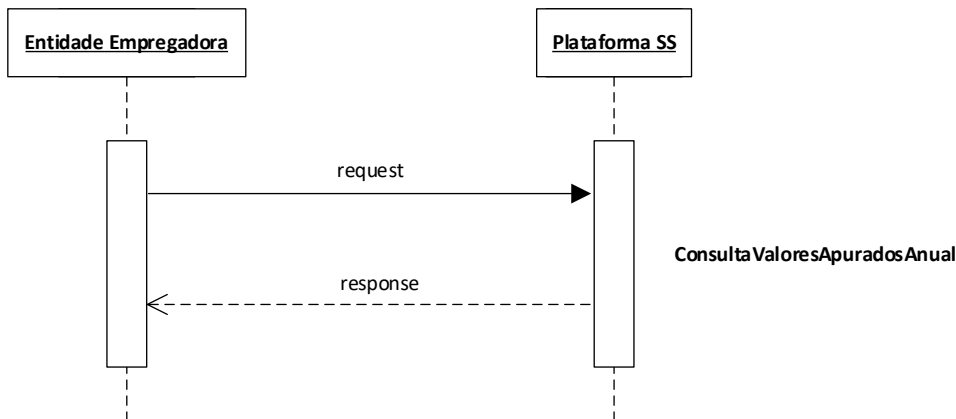 Entidade Empregadora
Plataforma SS
request
ConsultaValoresApuradosAnual
response